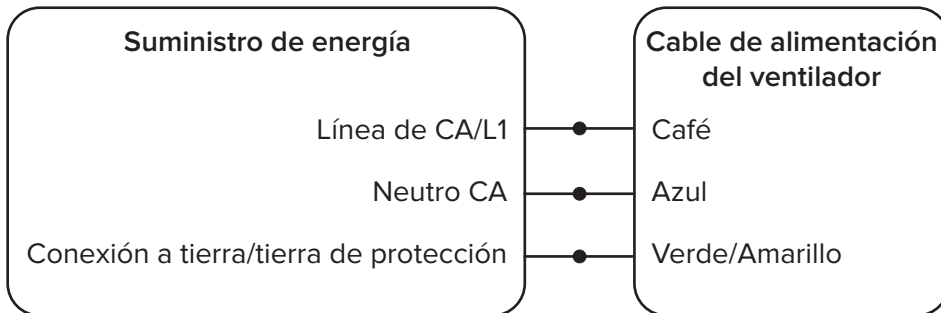 Suministro de energía
Línea de CA/L1
Neutro CA
Conexión a tierra/tierra de protección
Cable de alimentación
del ventilador
Café
Azul
Verde/Amarillo